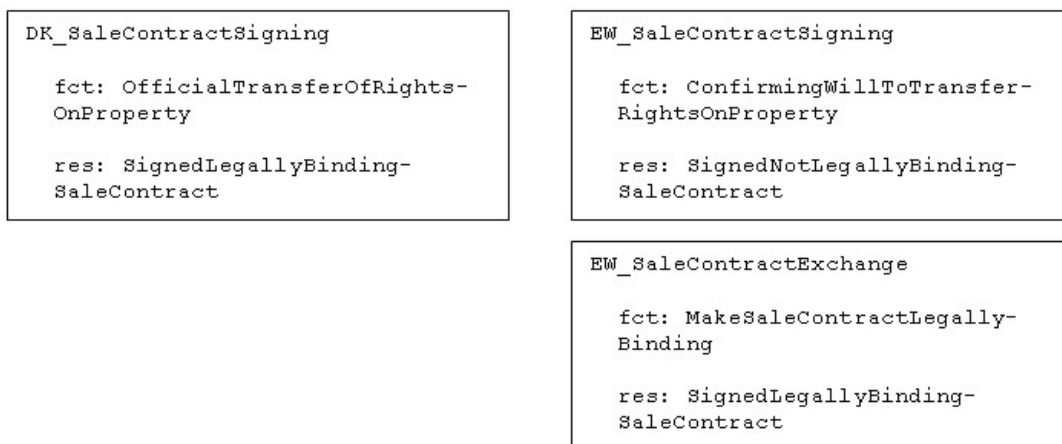 DK_SaleContractSigning
fct: OfficialTransferOfRights-
OnProperty
res: SignedLegallyBinding-
SaleContract
EW_SaleContractSigning
fct: ConfirmingWillToTransfer-
RightsOnProperty
res: SignedNotLegallyBinding-
SaleContract
EW_SaleContractExchange
fct: MakeSaleContractLegally-
Binding
res: SignedLegallyBinding-
SaleContract